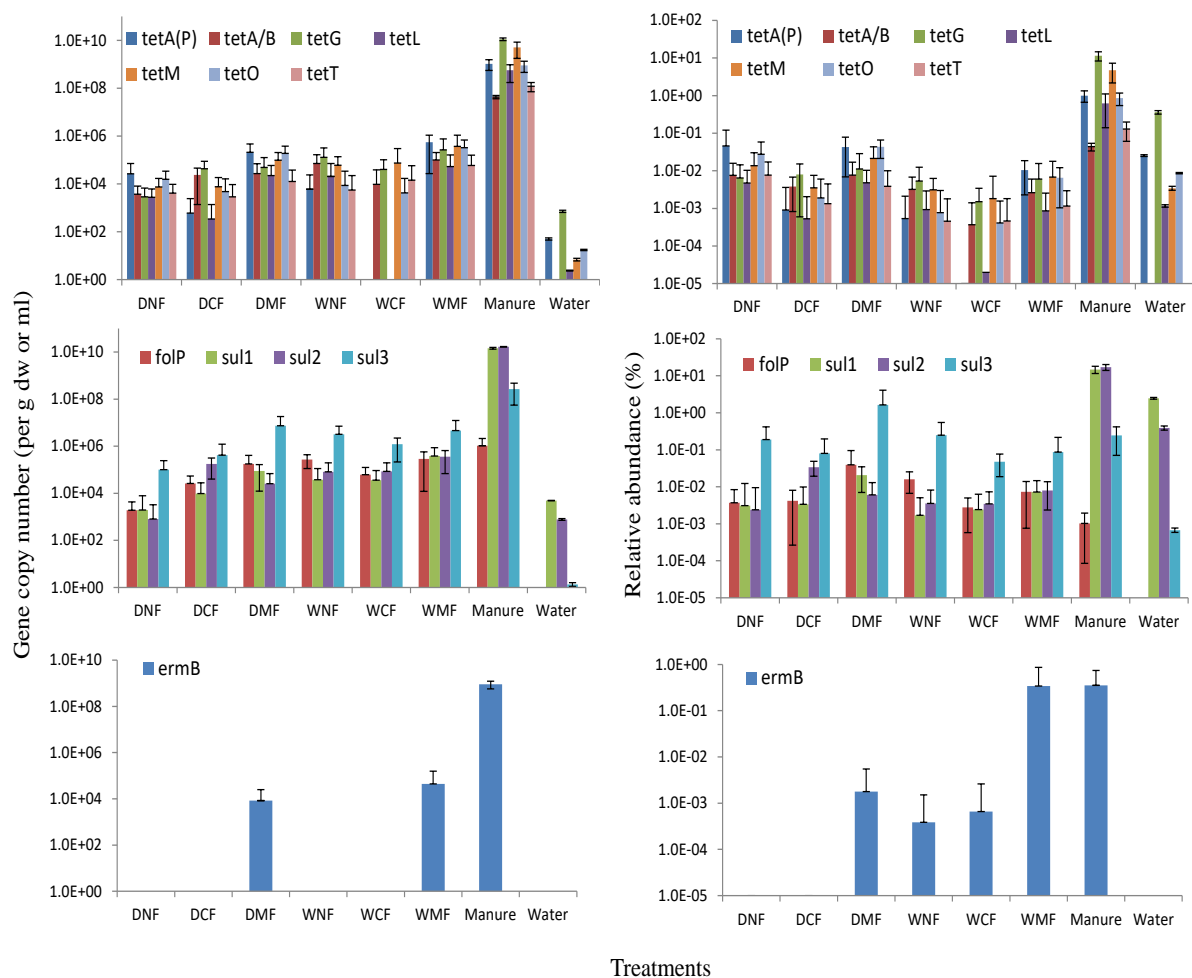 tetA(P) tetA/B tetG tetL
tetM tetO tetT
1.0E+10
1.0E+08
1.0E+06
1.0E+04
1.0E+02
1.0E+00
DNF DCF DMF WNF WCF WMF Manure Water
tetA(P) tetA/B tetG tetL
tetM tetO tetT
1.0E+02
1.0E+01
1.0E+00
1.0E-01
1.0E-02
1.0E-03
1.0E-04
1.0E-05
DNF DCF DMF WNF WCF WMF Manure Water
Gene copy number (per g dw or ml)
folP sul1 sul2 sul3
1.0E+10
1.0E+08
1.0E+06
1.0E+04
1.0E+02
1.0E+00
DNF DCF DMF WNF WCF WMF Manure Water
Relative abundance (%)
folP sul1 sul2 sul3
1.0E+02
1.0E+01
1.0E+00
1.0E-01
1.0E-02
1.0E-03
1.0E-04
1.0E-05
DNF DCF DMF WNF WCF WMF Manure Water
ermB
1.0E+10
1.0E+08
1.0E+06
1.0E+04
1.0E+02
1.0E+00
DNF DCF DMF WNF WCF WMF Manure Water
ermB
1.0E+00
1.0E-01
1.0E-02
1.0E-03
1.0E-04
1.0E-05
DNF DCF DMF WNF WCF WMF Manure Water
Treatments